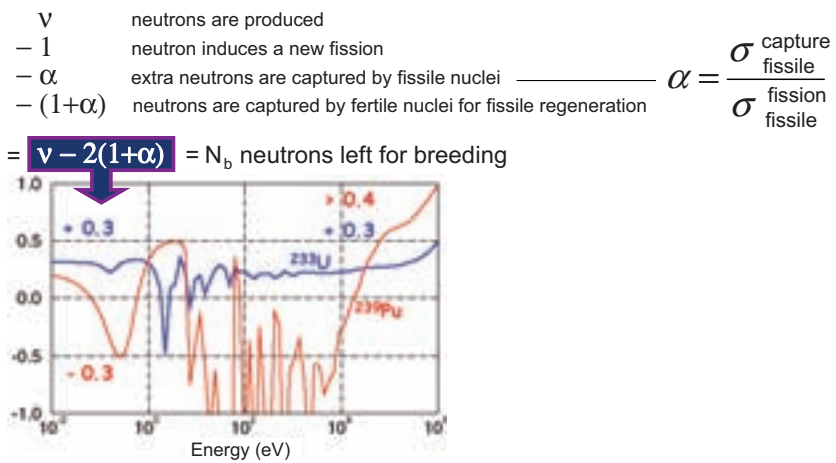 ν neutrons are produced
− 1 neutron induces a new fission
− α extra neutrons are captured by fissile nuclei
α = σ capture fissile / σ fission fissile
− (1+α) neutrons are captured by fertile nuclei for fissile regeneration
= ν − 2(1+α) = N_b neutrons left for breeding
1.0
> 0.4
+ 0.3 + 0.3
0.5
233U
0.0
239Pu
-0.5
- 0.3
-1.0
Energy (eV)